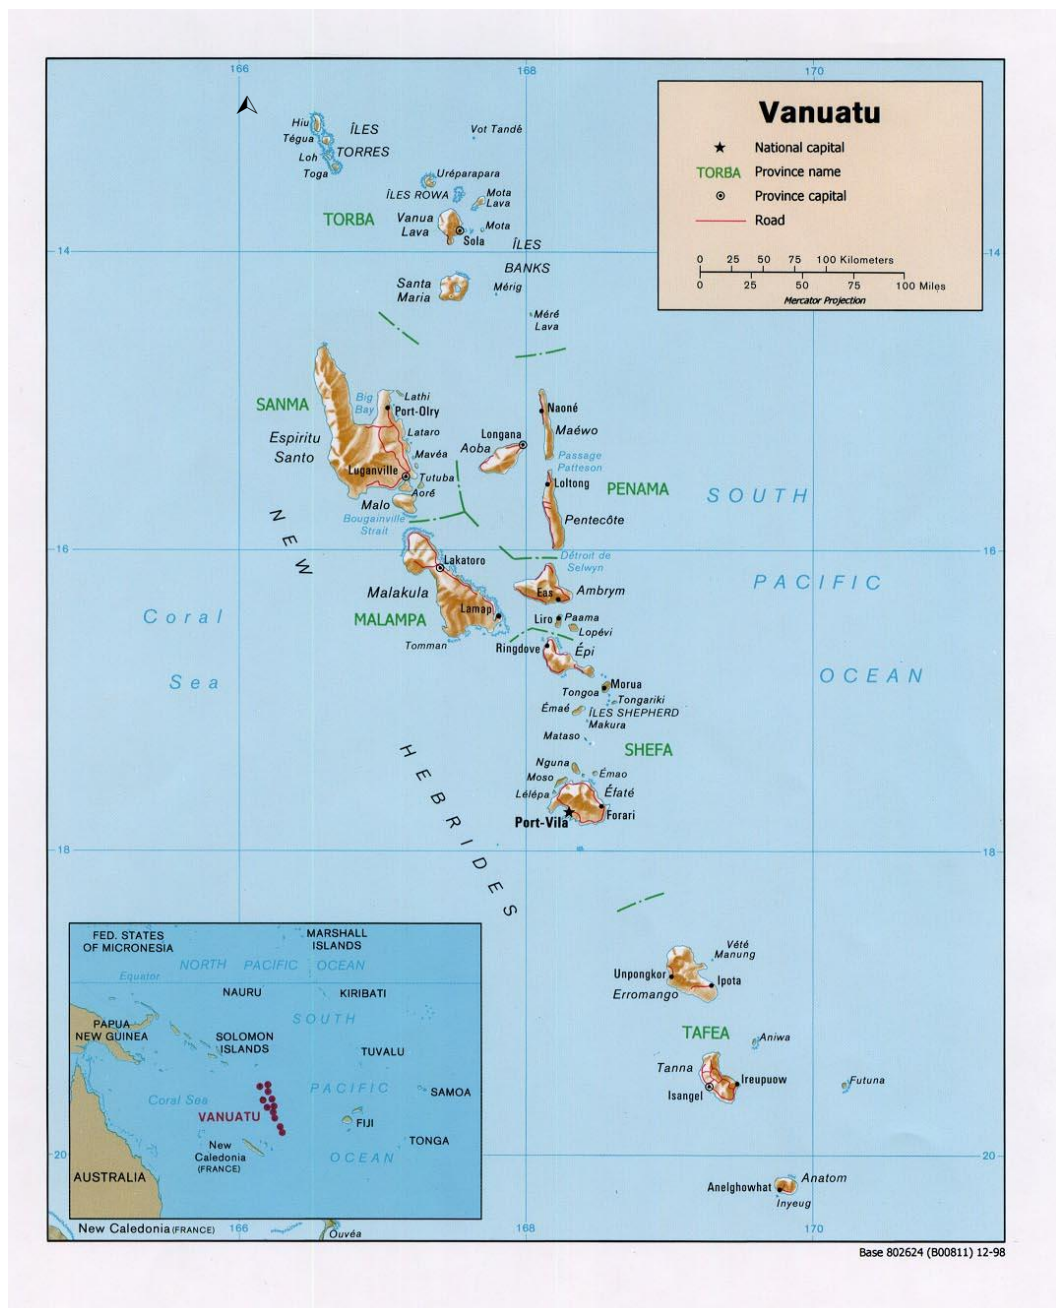 166
168
170
Vanuatu
National capital
TORBA
Province name
Province capital
Road
0 25 50 75 100 Kilometers
0 25 50 75 100 Miles
Mercator Projection
Hiu
Tégua
Loh
Toga
ÎLES
TORRES
Vot Tandé
Uréparapara
ÎLES ROWA
Mota
Lava
TORBA
Vanua
Lava
Mota
Sola
ÎLES
BANKS
14
14
Santa
Maria
Mérig
Méré
Lava
SANMA
Big
Bay
Lathi
Port-Olry
Naoné
Espiritu
Santo
Lataro
Longana
Maéwo
Aoba
Mavéa
Passage
Patteson
Luganville
Tutuba
Loltong
PENAMA
SOUTH
Aoré
Malo
Bougainville
Strait
Pentecôte
NEW
16
16
Lakatoro
Détroit de
Selwyn
PACIFIC
Malakula
Eas
Ambrym
Coral
MALAMPA
Lamap
Liro
Paama
Lopévi
Tomman
Ringdove
Épi
OCEAN
Sea
Morua
Tongoa
Tongariki
Émaé
ÎLES SHEPHERD
Makura
Mataso
SHEFA
HEBRIDES
Nguna
Moso
Émao
Lélépa
Éfaté
Port-Vila
Forari
18
18
Vété
Manung
Unpongkor
Ipota
Erromango
TAFEA
Aniwa
Tanna
Ireupuow
Futuna
Isangel
20
20
Anelghowhat
Anatom
Inyeug
FED. STATES
OF MICRONESIA
MARSHALL
ISLANDS
NORTH PACIFIC OCEAN
Equator
NAURU
KIRIBATI
SOUTH
PAPUA
NEW GUINEA
SOLOMON
ISLANDS
TUVALU
PACIFIC
SAMOA
Coral Sea
VANUATU
FIJI
New
Caledonia
(FRANCE)
TONGA
OCEAN
AUSTRALIA
New Caledonia (FRANCE)
166
Ouvéa
168
170
Base 802624 (B00811) 12-98